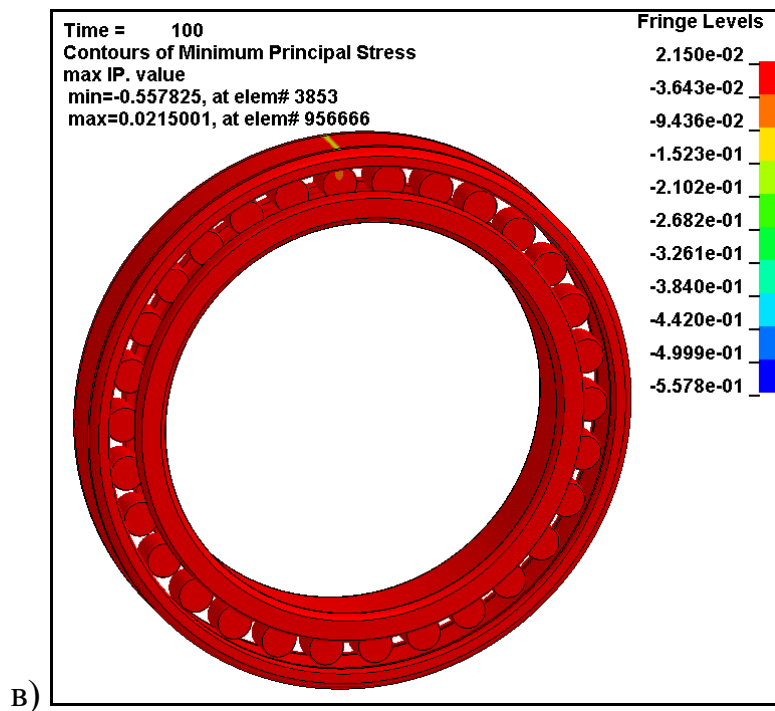 Time = 100
Contours of Minimum Principal Stress
max IP. value
min=-0.557825, at elem# 3853
max=0.0215001, at elem# 956666
Fringe Levels
2.150e-02
-3.643e-02
-9.436e-02
-1.523e-01
-2.102e-01
-2.682e-01
-3.261e-01
-3.840e-01
-4.420e-01
-4.999e-01
-5.578e-01
в)